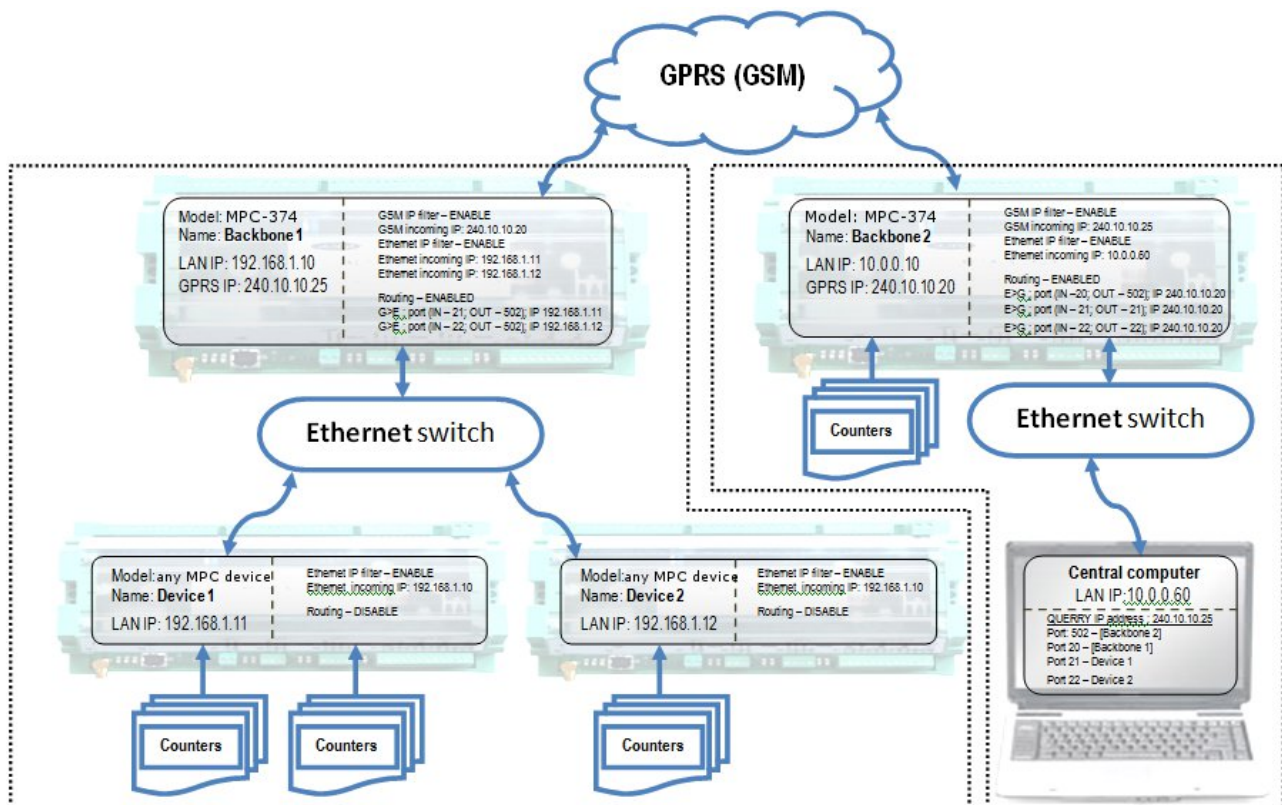 GPRS (GSM)
Model: MPC-374
Name: Backbone1
LAN IP: 192.168.1.10
GPRS IP: 240.10.10.25
GSM IP filter – ENABLE
GSM incoming IP: 240.10.10.20
Ethernet IP filter – ENABLE
Ethernet incoming IP: 192.168.1.11
Ethernet incoming IP: 192.168.1.12
Routing – ENABLED
G>E ; port (IN – 21; OUT – 502); IP 192.168.1.11
G>E ; port (IN – 22; OUT – 502); IP 192.168.1.12
Model: MPC-374
Name: Backbone2
LAN IP: 10.0.0.10
GPRS IP: 240.10.10.20
GSM IP filter – ENABLE
GSM incoming IP: 240.10.10.25
Ethernet IP filter – ENABLE
Ethernet incoming IP: 10.0.0.60
Routing – ENABLED
E>G ; port (IN –20; OUT – 502); IP 240.10.10.20
E>G ; port (IN – 21; OUT – 21); IP 240.10.10.20
E>G ; port (IN – 22; OUT – 22); IP 240.10.10.20
Ethernet switch
Counters
Ethernet switch
Model:any MPC device
Name: Device1
LAN IP: 192.168.1.11
Ethernet IP filter – ENABLE
Ethernet incoming IP: 192.168.1.10
Routing – DISABLE
Model:any MPC device
Name: Device2
LAN IP: 192.168.1.12
Ethernet IP filter – ENABLE
Ethernet incoming IP: 192.168.1.10
Routing – DISABLE
Central computer
LAN IP:10.0.0.60
QUERRY IP address : 240.10.10.25
Port: 502 – [Backbone 2]
Port 20 – [Backbone 1]
Port 21 – Device 1
Port 22 – Device 2
Counters
Counters
Counters